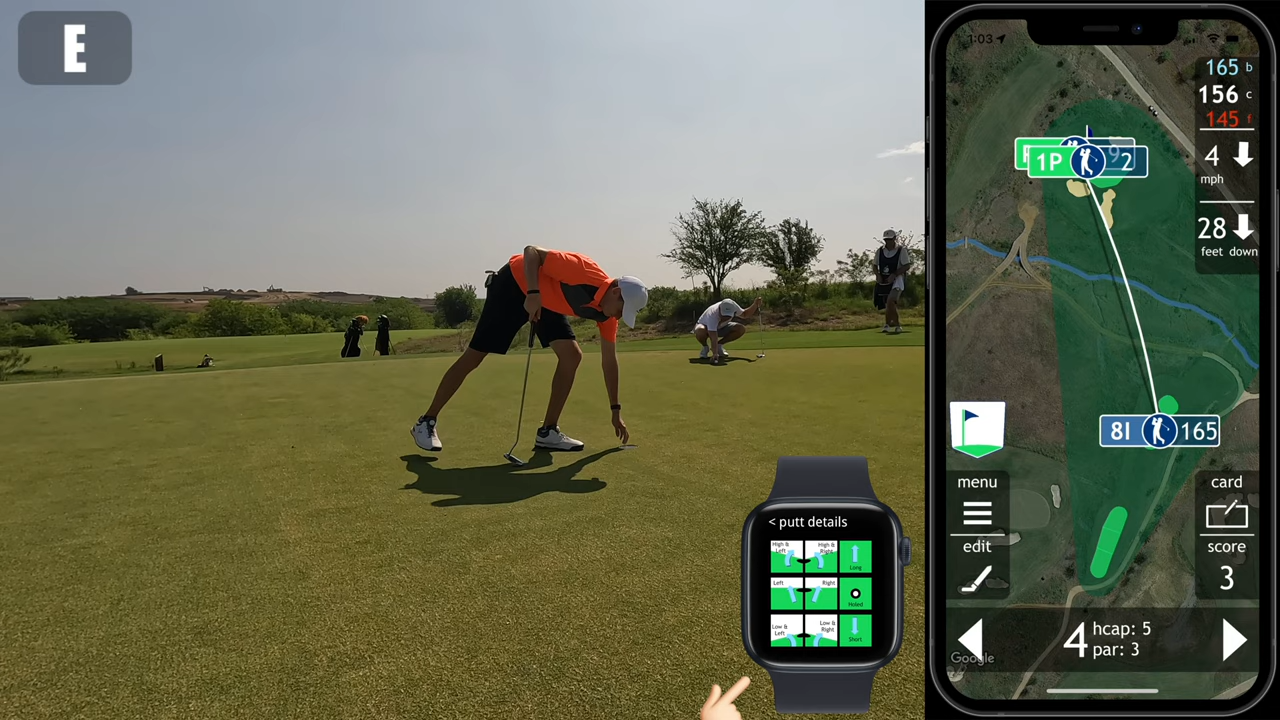 E
1:03
165 b
156 c
145 f
4
mph
28
feet down
1P
9
2
8I
165
menu
edit
card
score
3
4
hcap: 5
par: 3
Google
< putt details
High & Left
High & Right
Long
Left
Right
Holed
Low & Left
Low & Right
Short